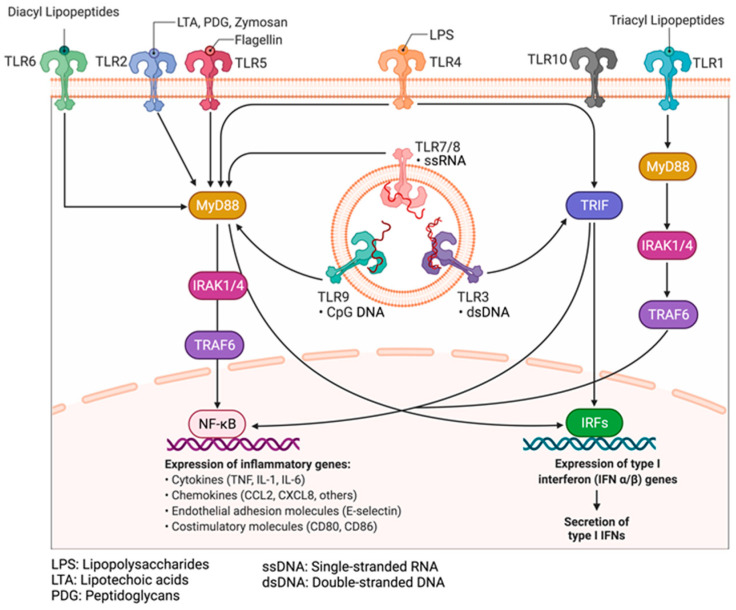 Diacyl Lipopeptides
LTA, PDG, Zymosan
Flagellin
LPS
Triacyl Lipopeptides
TLR6
TLR2
TLR5
TLR4
TLR10
TLR1
TLR7/8
• ssRNA
MyD88
MyD88
TRIF
IRAK1/4
IRAK1/4
TLR9
• CpG DNA
TLR3
• dsDNA
TRAF6
TRAF6
NF-κB
IRFs
Expression of inflammatory genes:
• Cytokines (TNF, IL-1, IL-6)
• Chemokines (CCL2, CXCL8, others)
• Endothelial adhesion molecules (E-selectin)
• Costimulatory molecules (CD80, CD86)
Expression of type I
interferon (IFN α/β) genes
Secretion of
type I IFNs
LPS: Lipopolysaccharides
LTA: Lipotechoic acids
PDG: Peptidoglycans
ssDNA: Single-stranded RNA
dsDNA: Double-stranded DNA